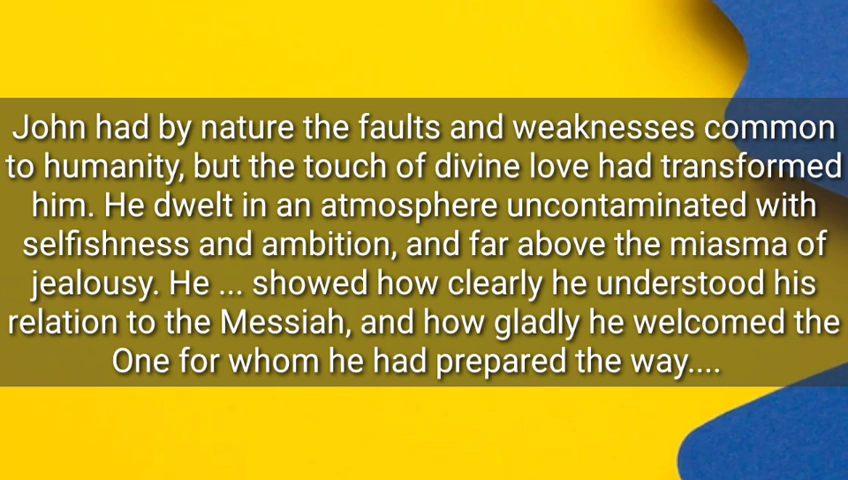 John had by nature the faults and weaknesses common
to humanity, but the touch of divine love had transformed
him. He dwelt in an atmosphere uncontaminated with
selfishness and ambition, and far above the miasma of
jealousy. He ... showed how clearly he understood his
relation to the Messiah, and how gladly he welcomed the
One for whom he had prepared the way....